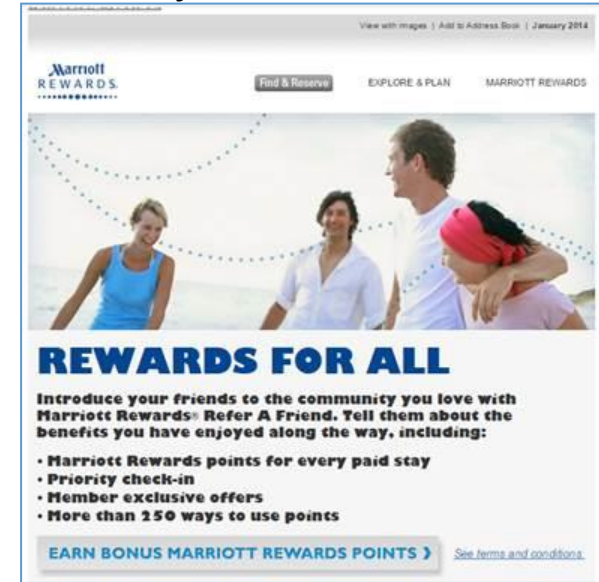 View with images | Add to Address Book | January 2014
Marriott
REWARDS.
Find & Reserve
EXPLORE & PLAN
MARRIOTT REWARDS
REWARDS FOR ALL
Introduce your friends to the community you love with
Marriott Rewards® Refer A Friend. Tell them about the
benefits you have enjoyed along the way, including:
• Marriott Rewards points for every paid stay
• Priority check-in
• Member exclusive offers
• More than 250 ways to use points
EARN BONUS MARRIOTT REWARDS POINTS ❯
See terms and conditions.